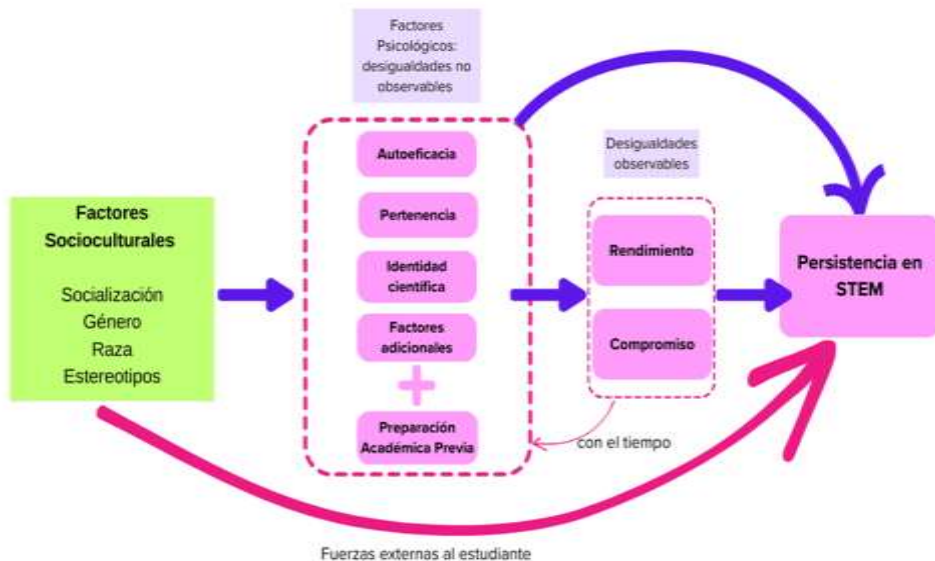 Factores
Psicológicos:
desigualdades no
observables
Autoeficacia
Pertenencia
Identidad
científica
Factores
adicionales
Preparación
Académica Previa
Factores
Socioculturales
Socialización
Género
Raza
Estereotipos
Desigualdades
observables
Rendimiento
Compromiso
con el tiempo
Persistencia en
STEM
Fuerzas externas al estudiante